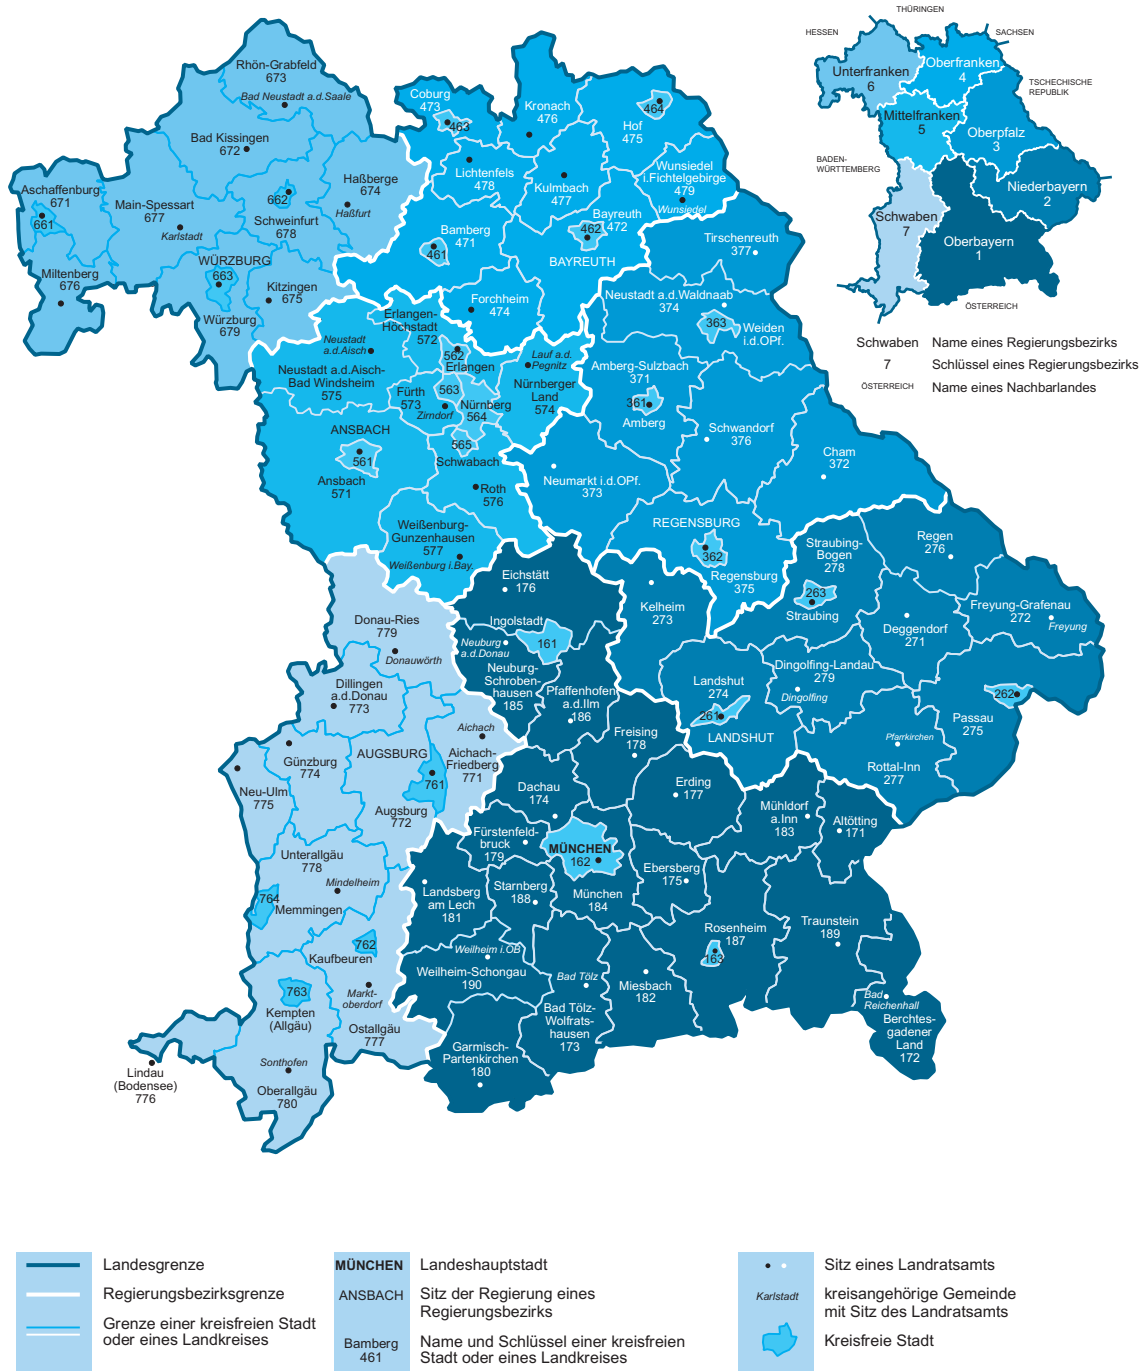 THÜRINGEN
HESSEN
SACHSEN
Unterfranken
6
Oberfranken
4
TSCHECHISCHE
REPUBLIK
Mittelfranken
5
Oberpfalz
3
BADEN-
WÜRTTEMBERG
Niederbayern
2
Schwaben
7
Oberbayern
1
ÖSTERREICH
Schwaben Name eines Regierungsbezirks
7 Schlüssel eines Regierungsbezirks
ÖSTERREICH Name eines Nachbarlandes
Rhön-Grabfeld
673
Bad Neustadt a.d.Saale
Bad Kissingen
672
Haßberge
674
Haßfurt
Aschaffenburg
671
661
Main-Spessart
677
Karlstadt
662
Schweinfurt
678
Miltenberg
676
WÜRZBURG
663
Würzburg
679
Kitzingen
675
Coburg
473
463
Kronach
476
464
Hof
475
Lichtenfels
478
Kulmbach
477
Wunsiedel
i.Fichtelgebirge
479
Wunsiedel
Bamberg
471
461
Bayreuth
472
462
BAYREUTH
Forchheim
474
Tirschenreuth
377
Neustadt a.d.Waldnaab
374
363
Weiden
i.d.OPf.
Amberg-Sulzbach
371
361
Amberg
Schwandorf
376
Cham
372
Neumarkt i.d.OPf.
373
REGENSBURG
362
Regensburg
375
Erlangen-
Höchstadt
572
562
Erlangen
Neustadt
a.d.Aisch
Neustadt a.d.Aisch-
Bad Windsheim
575
Lauf a.d.
Pegnitz
Nürnberger
Land
574
Fürth
573
Zirndorf
563
Nürnberg
564
565
Schwabach
ANSBACH
561
Ansbach
571
Roth
576
Weißenburg-
Gunzenhausen
577
Weißenburg i.Bay.
Straubing-
Bogen
278
263
Straubing
Regen
276
Freyung-Grafenau
272
Freyung
Deggendorf
271
Kelheim
273
Dingolfing-Landau
279
Dingolfing
Landshut
274
261
LANDSHUT
262
Passau
275
Pfarrkirchen
Rottal-Inn
277
Eichstätt
176
Ingolstadt
161
Neuburg
a.d.Donau
Neuburg-
Schroben-
hausen
185
Pfaffenhofen
a.d.Ilm
186
Freising
178
Erding
177
Dachau
174
Mühldorf
a.Inn
183
Altötting
171
Fürstenfeld-
bruck
179
MÜNCHEN
162
Ebersberg
175
Landsberg
am Lech
181
Starnberg
188
München
184
Rosenheim
187
163
Traunstein
189
Weilheim i.OB
Weilheim-Schongau
190
Bad Tölz
Bad Tölz-
Wolfrats-
hausen
173
Miesbach
182
Bad
Reichenhall
Berchtes-
gadener
Land
172
Garmisch-
Partenkirchen
180
Donau-Ries
779
Donauwörth
Dillingen
a.d.Donau
773
Günzburg
774
AUGSBURG
761
Augsburg
772
Aichach
Aichach-
Friedberg
771
Neu-Ulm
775
Unterallgäu
778
Mindelheim
764
Memmingen
762
Kaufbeuren
763
Kempten
(Allgäu)
Markt-
oberdorf
Ostallgäu
777
Lindau
(Bodensee)
776
Sonthofen
Oberallgäu
780
Landesgrenze
Regierungsbezirksgrenze
Grenze einer kreisfreien Stadt
oder eines Landkreises
MÜNCHEN Landeshauptstadt
ANSBACH Sitz der Regierung eines
Regierungsbezirks
Bamberg Name und Schlüssel einer kreisfreien
461 Stadt oder eines Landkreises
Sitz eines Landratsamts
Karlstadt kreisangehörige Gemeinde
mit Sitz des Landratsamts
Kreisfreie Stadt